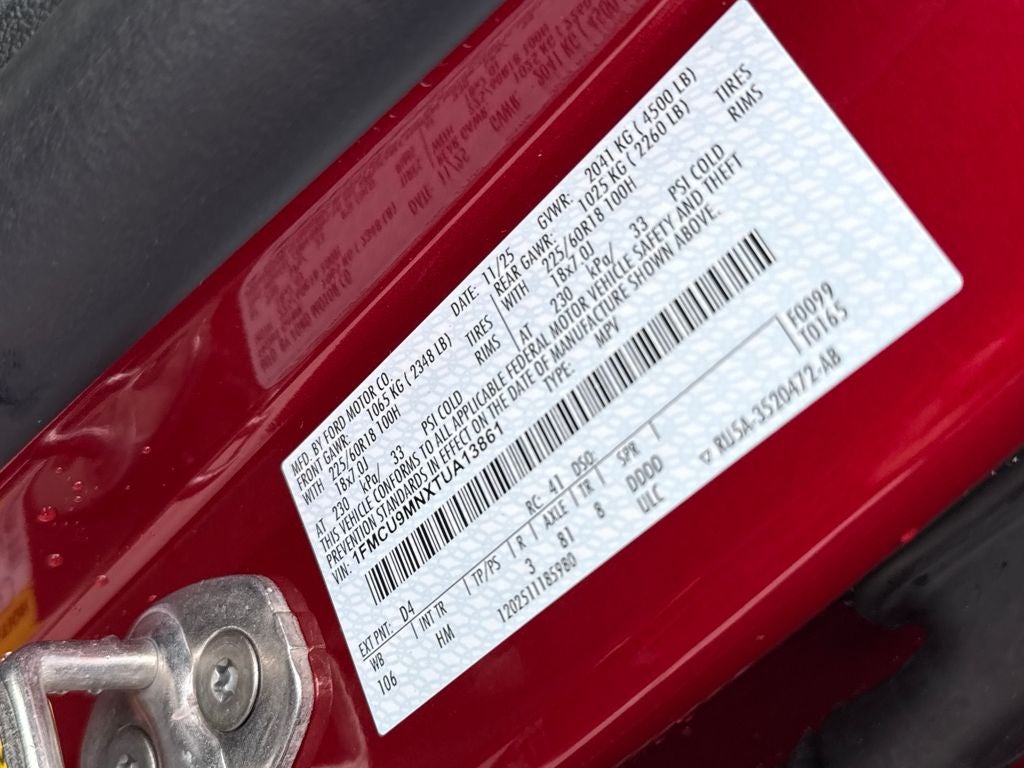 MFD. BY FORD MOTOR CO.
DATE: 11/25 GVWR: 2041 KG ( 4500 LB)
FRONT GAWR: 1065 KG ( 2348 LB) REAR GAWR: 1025 KG ( 2260 LB)
WITH 225/60R18 100H TIRES WITH 225/60R18 100H TIRES
18x7.0J RIMS 18x7.0J RIMS
AT 230 kPa/ 33 PSI COLD AT 230 kPa/ 33 PSI COLD
THIS VEHICLE CONFORMS TO ALL APPLICABLE FEDERAL MOTOR VEHICLE SAFETY AND THEFT
PREVENTION STANDARDS IN EFFECT ON THE DATE OF MANUFACTURE SHOWN ABOVE.
VIN: 1FMCU9MNXTUA13861 TYPE: MPV
EXT PNT: D4 RC: 41 DSO: F0099
WB INT TR TP/PS R AXLE TR SPR T0165
106 HM 3 81 8 DDDD
12025111185980 ULC
▽ RU5A-3520472-AB